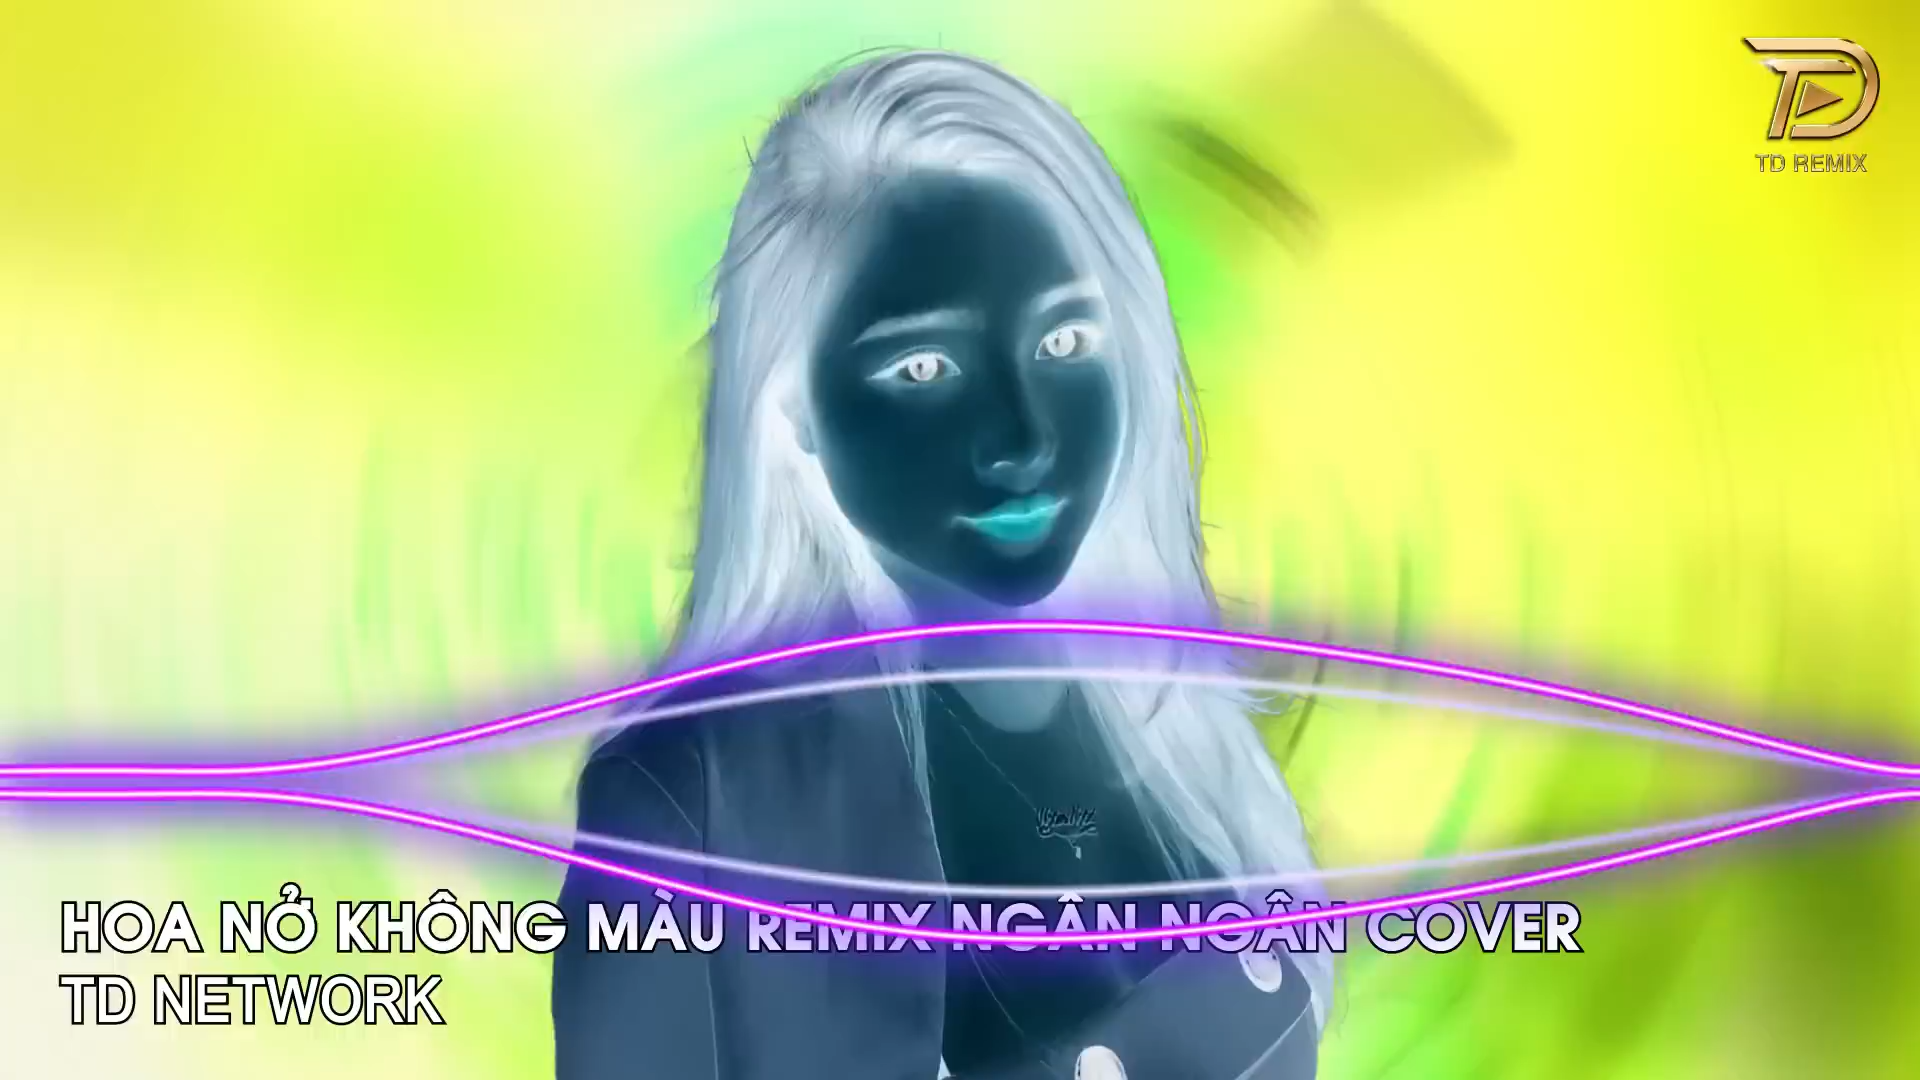 TD REMIX
HOA NỞ KHÔNG MÀU REMIX NGÂN NGÂN COVER
TD NETWORK